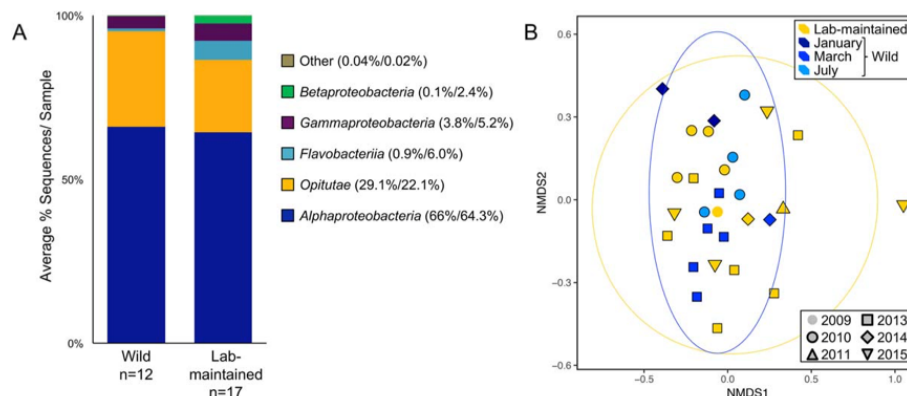 A
100%
50%
0%
Average % Sequences/ Sample
Wild
n=12
Lab-
maintained
n=17
Other (0.04%/0.02%)
Betaproteobacteria (0.1%/2.4%)
Gammaproteobacteria (3.8%/5.2%)
Flavobacteriia (0.9%/6.0%)
Opitutae (29.1%/22.1%)
Alphaproteobacteria (66%/64.3%)
B
Lab-maintained
January
March
July
Wild
0.6
0.3
0.0
−0.3
−0.6
NMDS2
−0.5
0.0
0.5
1.0
NMDS1
2009
2013
2010
2014
2011
2015